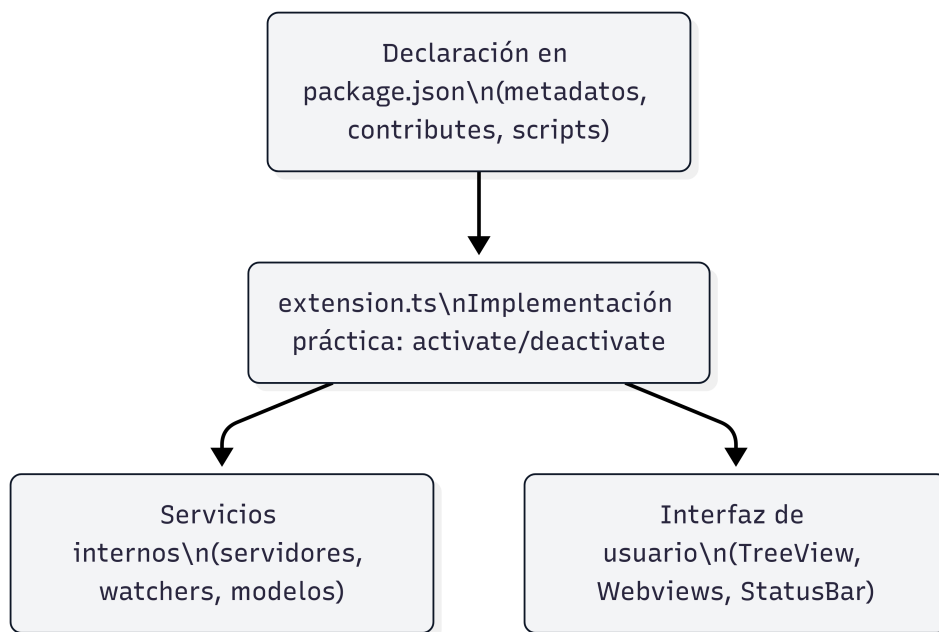 Declaración en
package.json\n(metadatos,
contributes, scripts)
extension.ts\nImplementación
práctica: activate/deactivate
Servicios
internos\n(servidores,
watchers, modelos)
Interfaz de
usuario\n(TreeView,
Webviews, StatusBar)